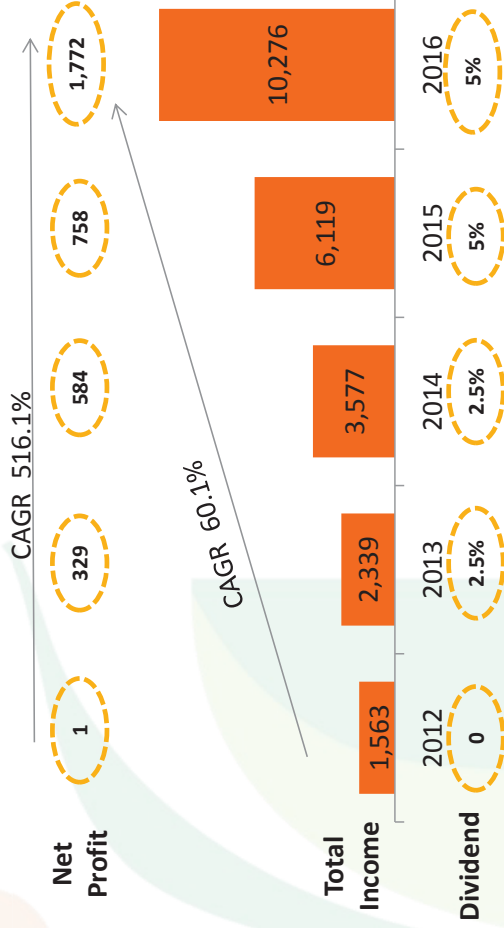 CAGR 516.1%
Net
Profit
1
329
584
758
1,772
CAGR 60.1%
Total
Income
1,563
2,339
3,577
6,119
10,276
2012
2013
2014
2015
2016
Dividend
0
2.5%
2.5%
5%
5%